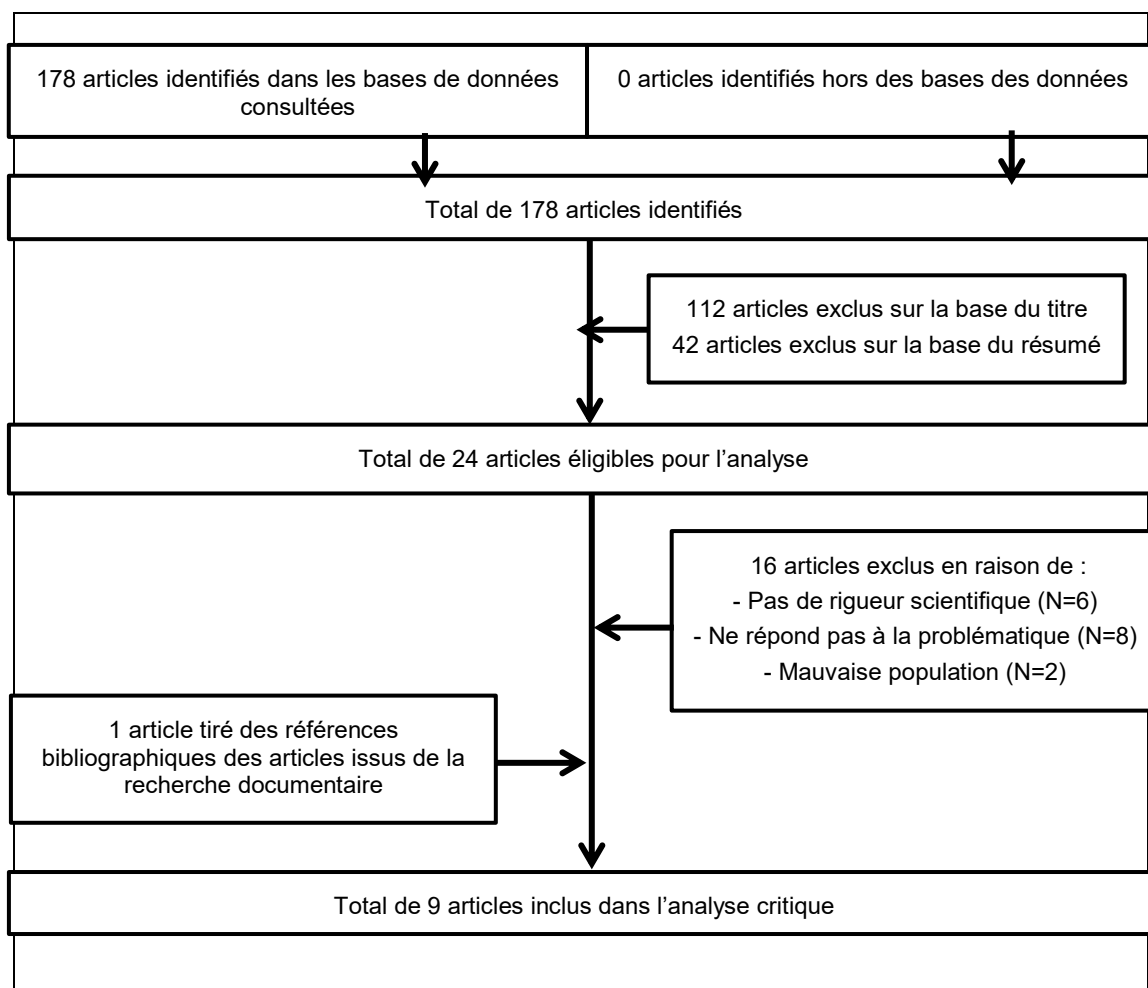 178 articles identifiés dans les bases de données
consultées
0 articles identifiés hors des bases des données
Total de 178 articles identifiés
112 articles exclus sur la base du titre
42 articles exclus sur la base du résumé
Total de 24 articles éligibles pour l’analyse
16 articles exclus en raison de :
- Pas de rigueur scientifique (N=6)
- Ne répond pas à la problématique (N=8)
- Mauvaise population (N=2)
1 article tiré des références
bibliographiques des articles issus de la
recherche documentaire
Total de 9 articles inclus dans l’analyse critique